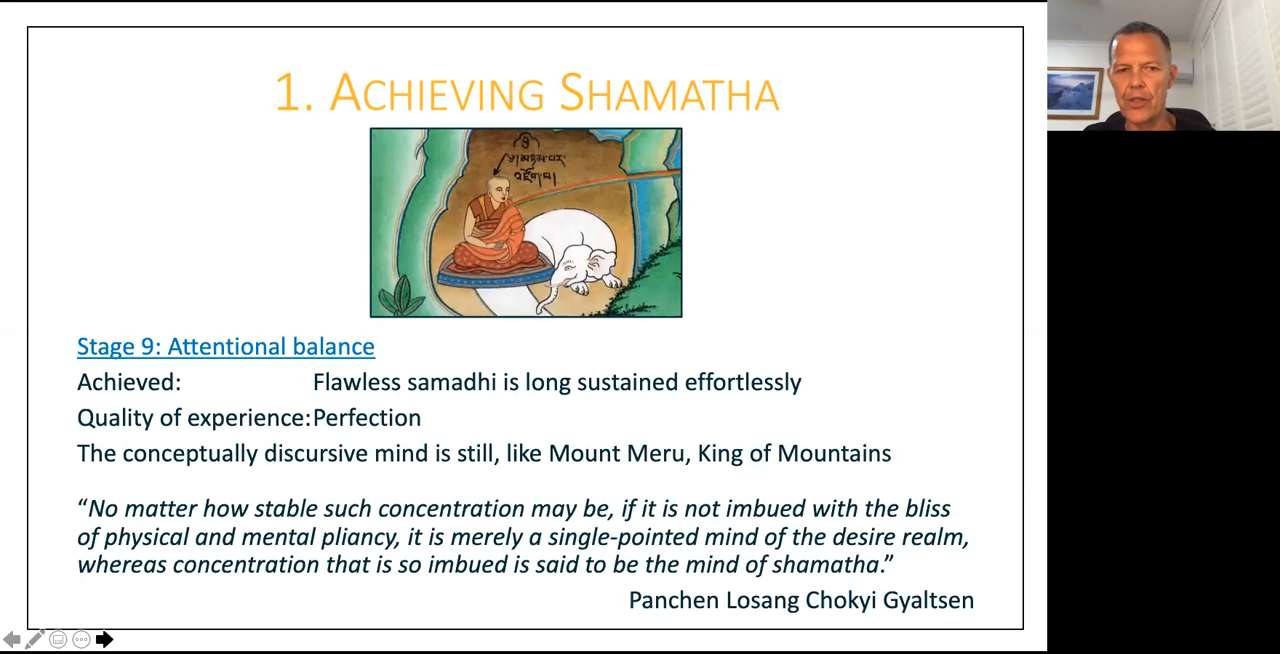 1. Achieving Shamatha
༩
Stage 9: Attentional balance
Achieved: Flawless samadhi is long sustained effortlessly
Quality of experience: Perfection
The conceptually discursive mind is still, like Mount Meru, King of Mountains
“No matter how stable such concentration may be, if it is not imbued with the bliss
of physical and mental pliancy, it is merely a single-pointed mind of the desire realm,
whereas concentration that is so imbued is said to be the mind of shamatha.”
Panchen Losang Chokyi Gyaltsen